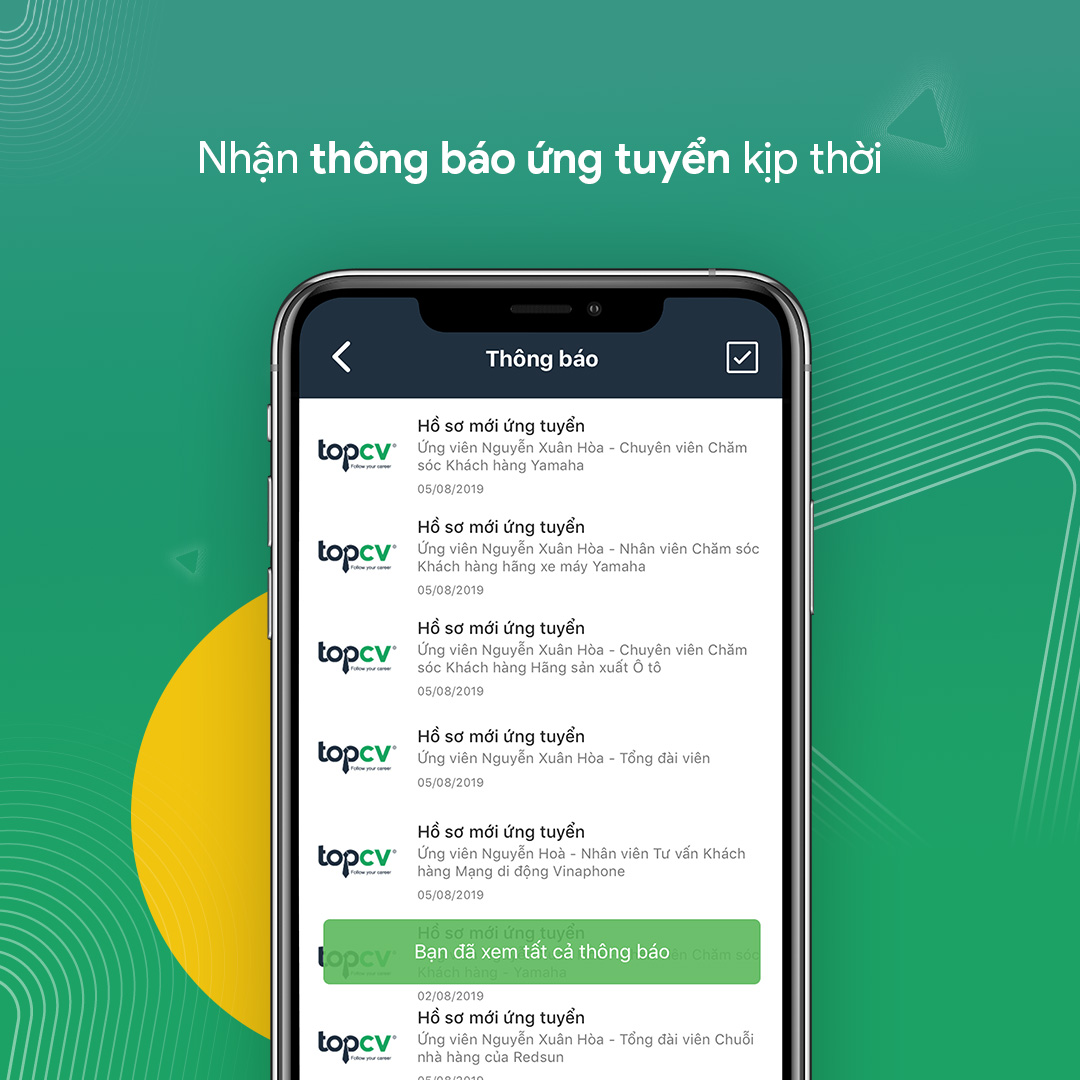 Nhận thông báo ứng tuyển kịp thời
Thông báo
topcv®
Follow your career
Hồ sơ mới ứng tuyển
Ứng viên Nguyễn Xuân Hòa - Chuyên viên Chăm
sóc Khách hàng Yamaha
05/08/2019
topcv®
Follow your career
Hồ sơ mới ứng tuyển
Ứng viên Nguyễn Xuân Hòa - Nhân viên Chăm sóc
Khách hàng hãng xe máy Yamaha
05/08/2019
topcv®
Follow your career
Hồ sơ mới ứng tuyển
Ứng viên Nguyễn Xuân Hòa - Chuyên viên Chăm
sóc Khách hàng Hãng sản xuất Ô tô
05/08/2019
topcv®
Follow your career
Hồ sơ mới ứng tuyển
Ứng viên Nguyễn Xuân Hòa - Tổng đài viên
05/08/2019
topcv®
Follow your career
Hồ sơ mới ứng tuyển
Ứng viên Nguyễn Hoà - Nhân viên Tư vấn Khách
hàng Mạng di động Vinaphone
05/08/2019
topcv
Follow your career
Hồ sơ mới ứng tuyển
Bạn đã xem tất cả thông báo
viên Chăm sóc
Khách hàng - Yamaha
02/08/2019
topcv®
Follow your career
Hồ sơ mới ứng tuyển
Ứng viên Nguyễn Xuân Hòa - Tổng đài viên Chuỗi
nhà hàng của Redsun
05/08/2019